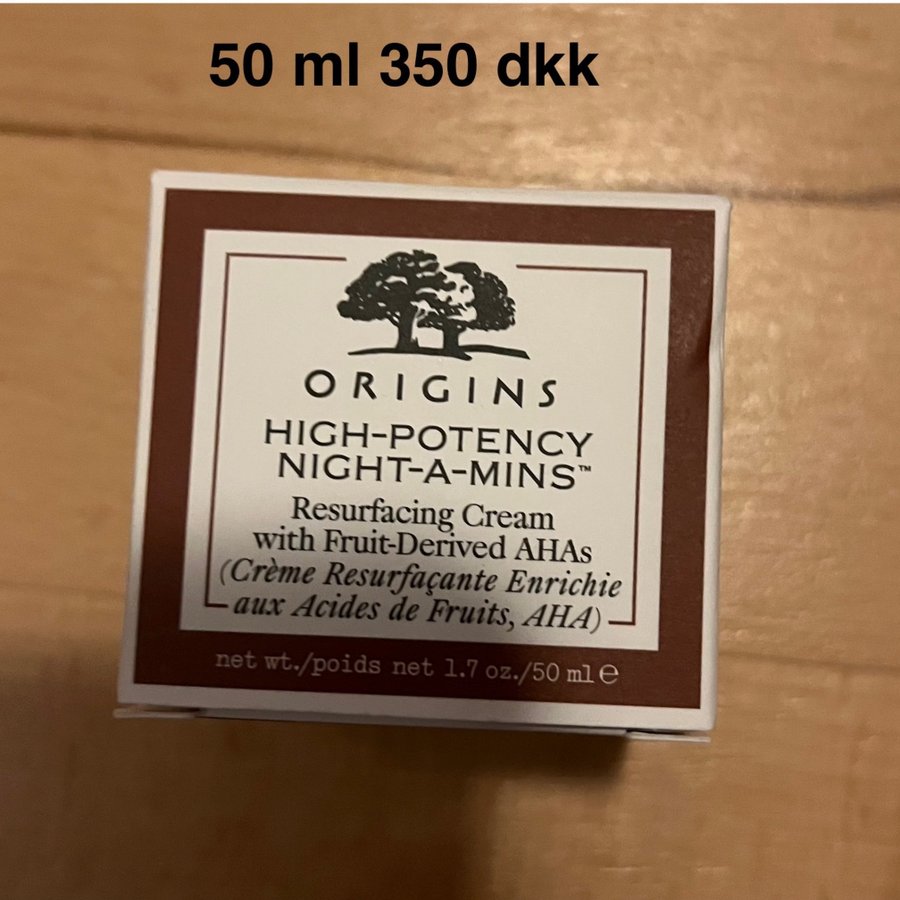 50 ml 350 dkk
ORIGINS
HIGH-POTENCY
NIGHT-A-MINS™
Resurfacing Cream
with Fruit-Derived AHAs
(Crème Resurfaçante Enrichie
aux Acides de Fruits, AHA)
net wt./poids net 1.7 oz./50 ml ℮